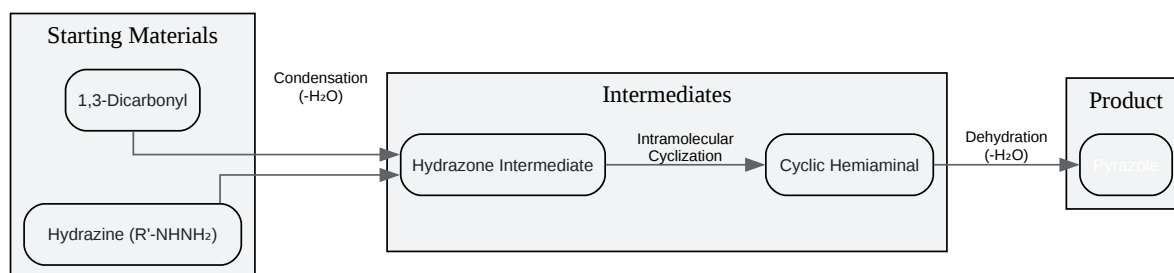 Starting Materials
1,3-Dicarbonyl
Hydrazine (R'-NHNH₂)
Condensation
(-H₂O)
Intermediates
Hydrazone Intermediate
Intramolecular
Cyclization
Cyclic Hemiaminal
Dehydration
(-H₂O)
Product
Pyrazole